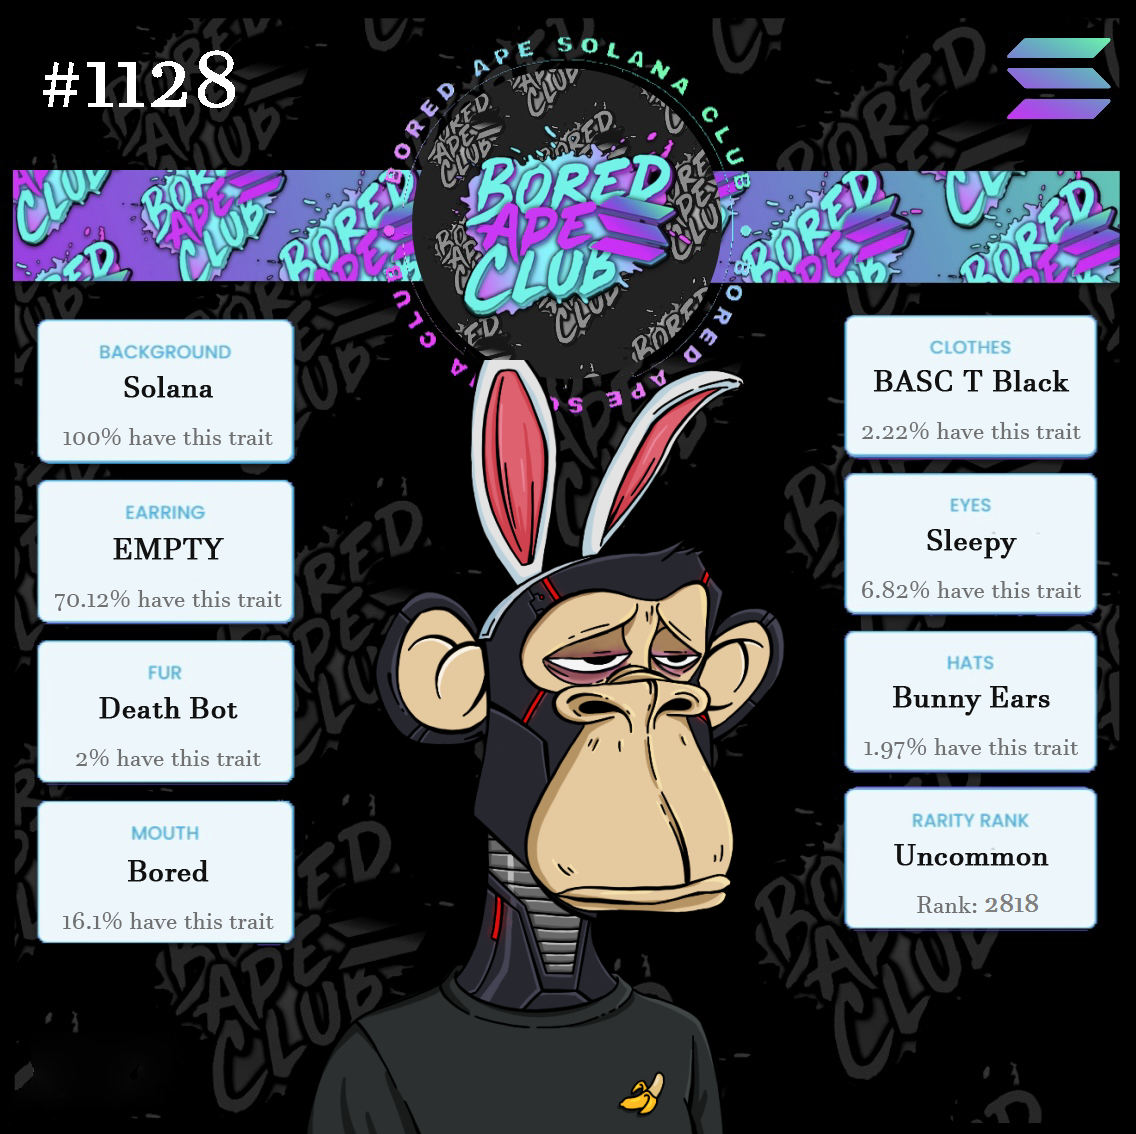 #1128
BORED APE SOLANA CLUB
BORED
APE
CLUB
BACKGROUND
Solana
100% have this trait
EARRING
EMPTY
70.12% have this trait
FUR
Death Bot
2% have this trait
MOUTH
Bored
16.1% have this trait
CLOTHES
BASC T Black
2.22% have this trait
EYES
Sleepy
6.82% have this trait
HATS
Bunny Ears
1.97% have this trait
RARITY RANK
Uncommon
Rank: 2818